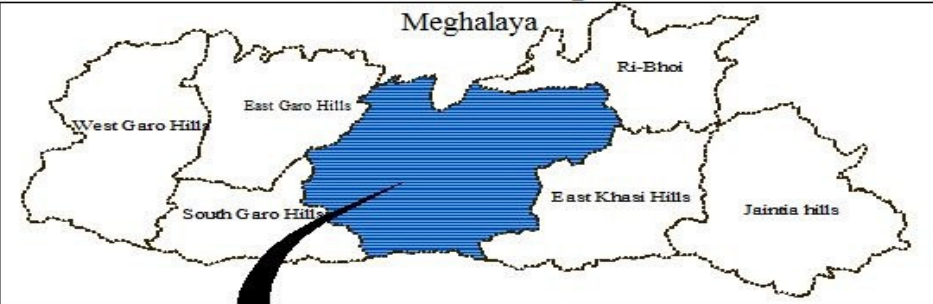 Meghalaya
Ri-Bhoi
East Garo Hills
West Garo Hills
East Khasi Hills
South Garo Hills
Jaintia hills